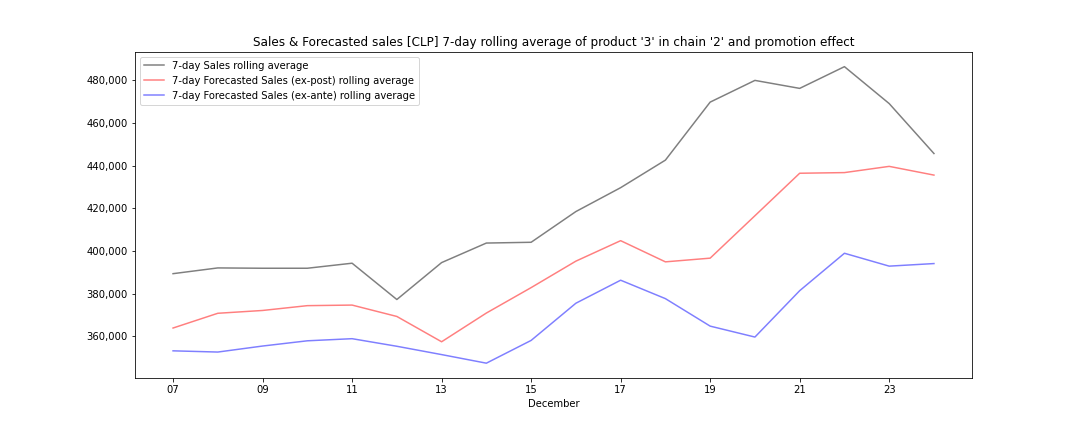 Sales & Forecasted sales [CLP] 7-day rolling average of product '3' in chain '2' and promotion effect
7-day Sales rolling average
7-day Forecasted Sales (ex-post) rolling average
7-day Forecasted Sales (ex-ante) rolling average
480,000
460,000
440,000
420,000
400,000
380,000
360,000
07 09 11 13 15 17 19 21 23
December